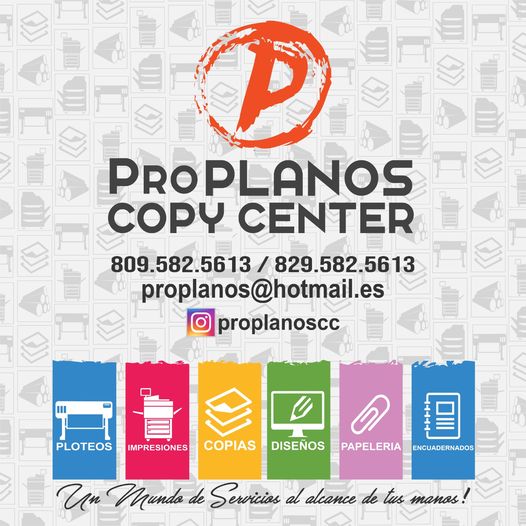 P
PROPLANOS
COPY CENTER
809.582.5613 / 829.582.5613
proplanos@hotmail.es
proplanoscc
PLOTEOS
IMPRESIONES
COPIAS
DISEÑOS
PAPELERIA
ENCUADERNADOS
Un Mundo de Servicios al alcance de tus manos!